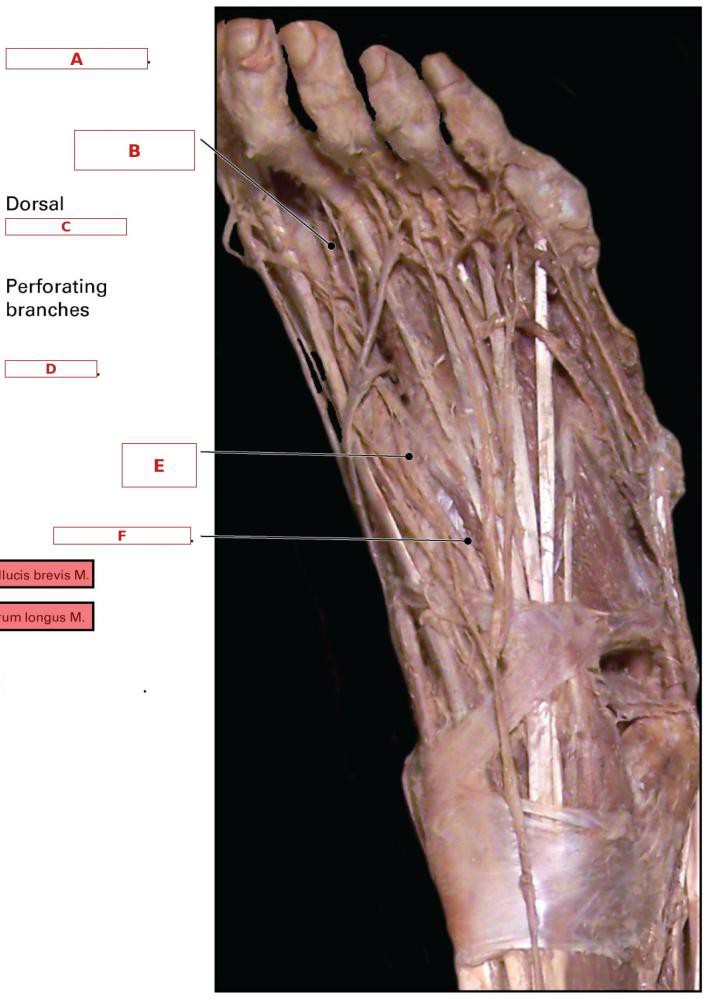 A
B
Dorsal
C
Perforating
branches
D
E
F
llucis brevis M.
rum longus M.